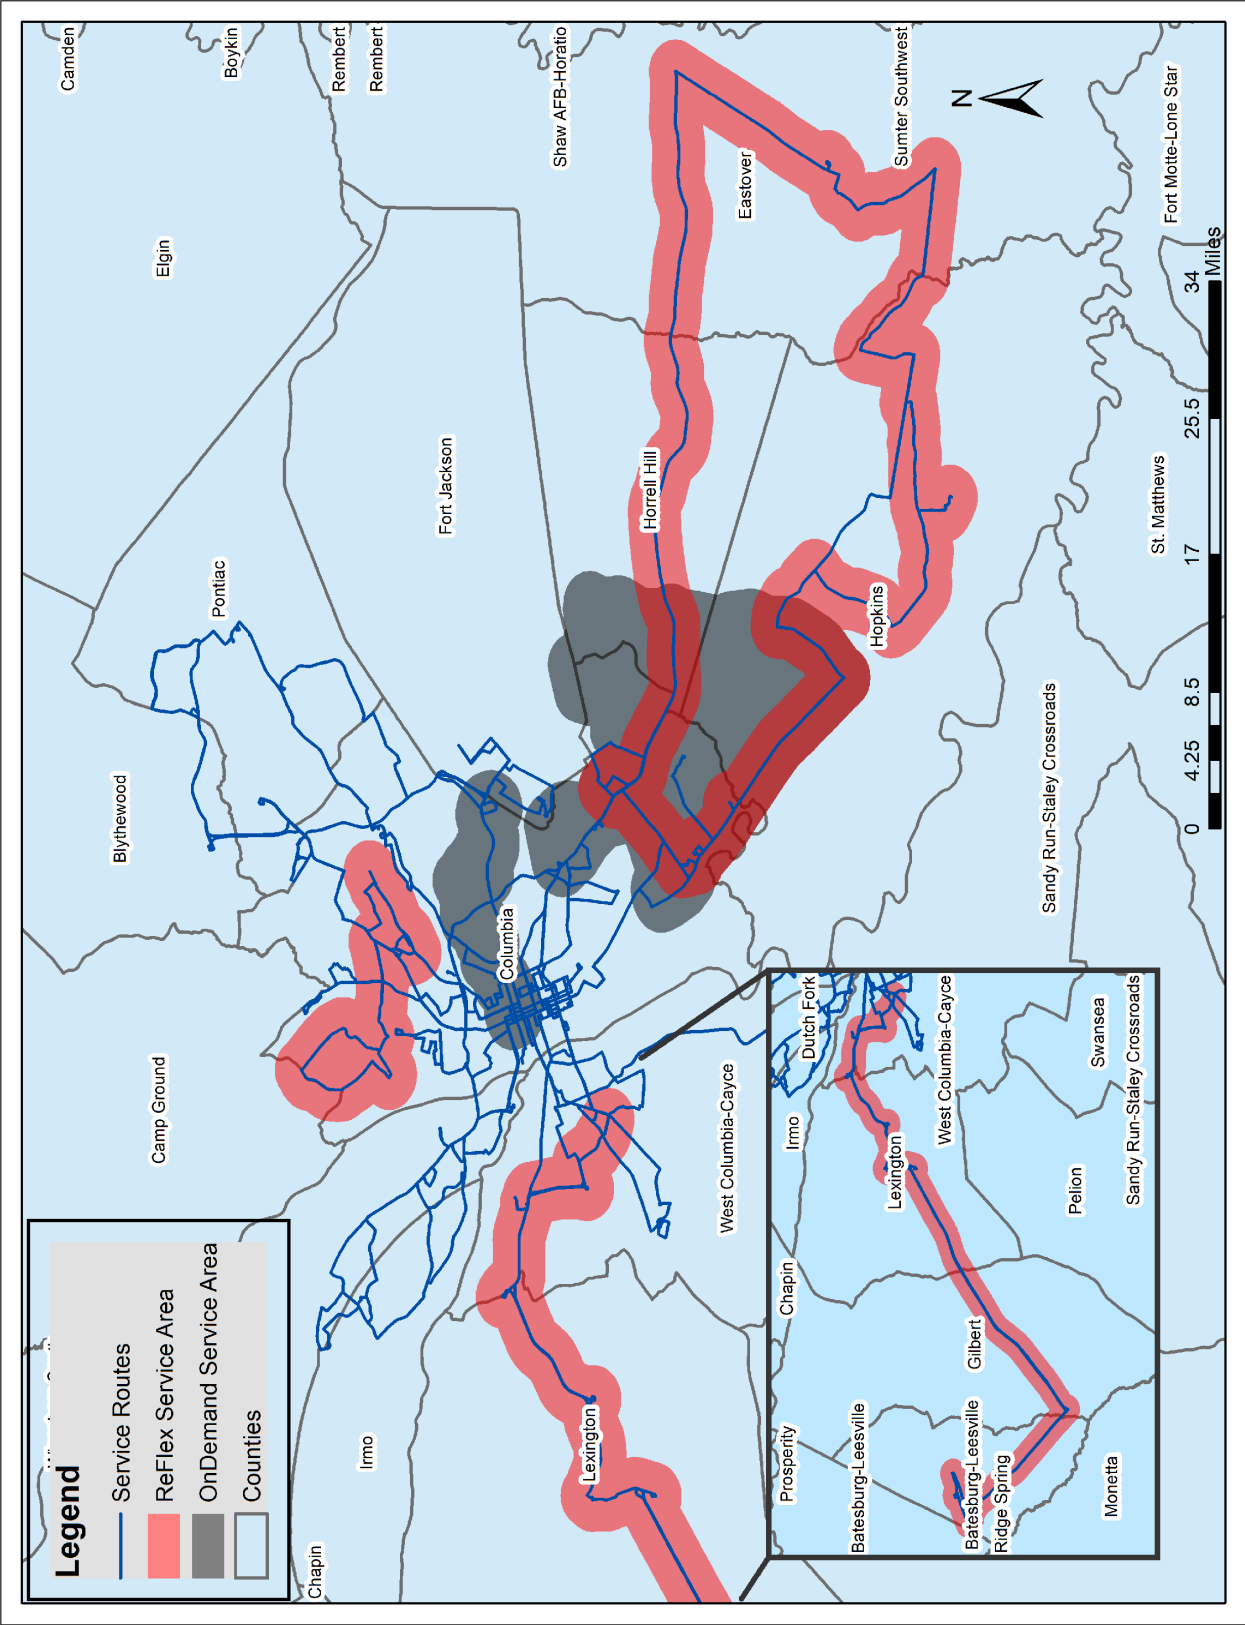 Legend
Service Routes
ReFlex Service Area
OnDemand Service Area
Counties
Camp Ground
Blythewood
Pontiac
Elgin
Camden
Boykin
Rembert
Rembert
Chapin
Irmo
Fort Jackson
Columbia
Shaw AFB-Horatio
Lexington
Horrell Hill
Eastover
West Columbia-Cayce
Hopkins
Sumter Southwest
N
Sandy Run-Staley Crossroads
St. Matthews
Fort Motte-Lone Star
0 4.25 8.5 17 25.5 34
Miles
Prosperity
Chapin
Irmo
Dutch Fork
Batesburg-Leesville
Lexington
West Columbia-Cayce
Batesburg-Leesville
Gilbert
Ridge Spring
Pelion
Swansea
Monetta
Sandy Run-Staley Crossroads